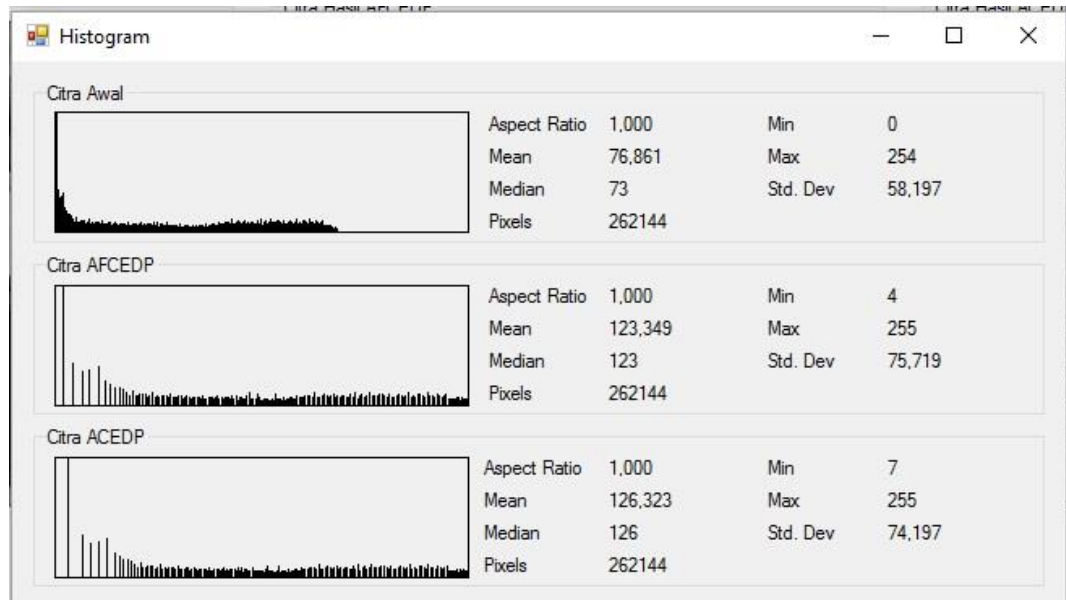 Histogram
Citra Awal
Aspect Ratio 1,000 Min 0
Mean 76,861 Max 254
Median 73 Std. Dev 58,197
Pixels 262144
Citra AFCEDP
Aspect Ratio 1,000 Min 4
Mean 123,349 Max 255
Median 123 Std. Dev 75,719
Pixels 262144
Citra ACEDP
Aspect Ratio 1,000 Min 7
Mean 126,323 Max 255
Median 126 Std. Dev 74,197
Pixels 262144